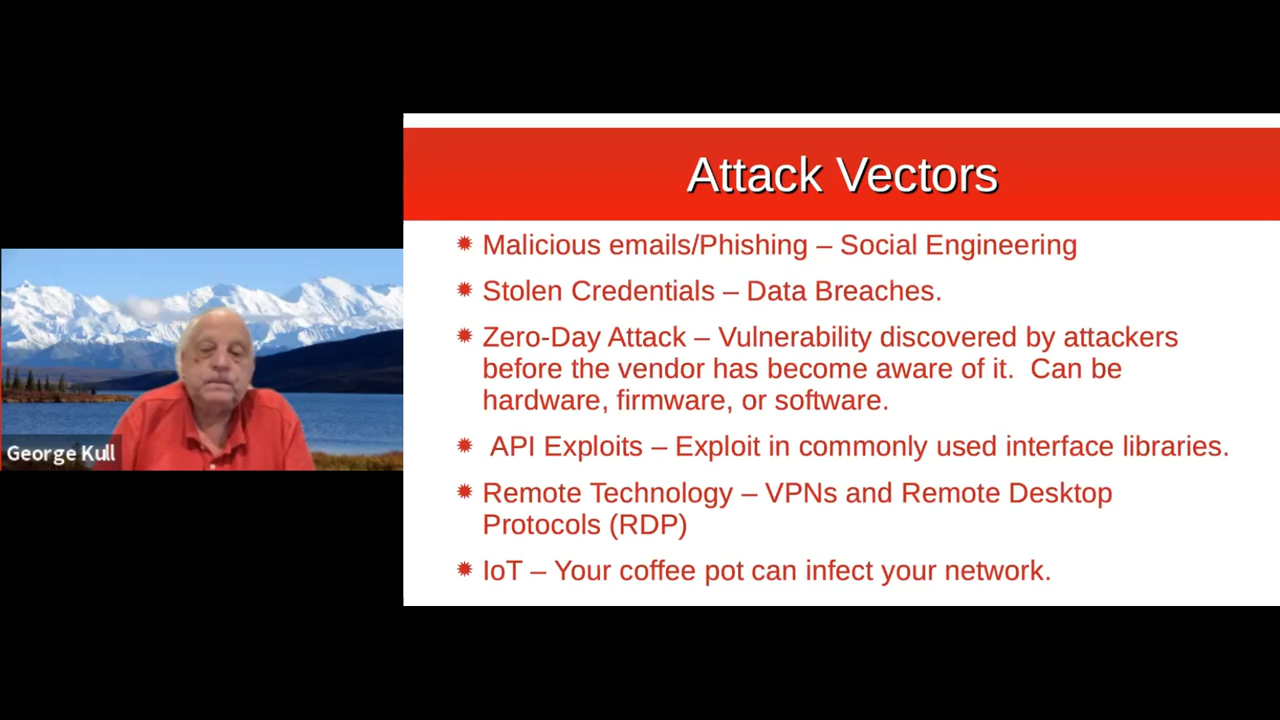 Attack Vectors
Malicious emails/Phishing – Social Engineering
Stolen Credentials – Data Breaches.
Zero-Day Attack – Vulnerability discovered by attackers
before the vendor has become aware of it.  Can be
hardware, firmware, or software.
API Exploits – Exploit in commonly used interface libraries.
Remote Technology – VPNs and Remote Desktop
Protocols (RDP)
IoT – Your coffee pot can infect your network.
George Kull